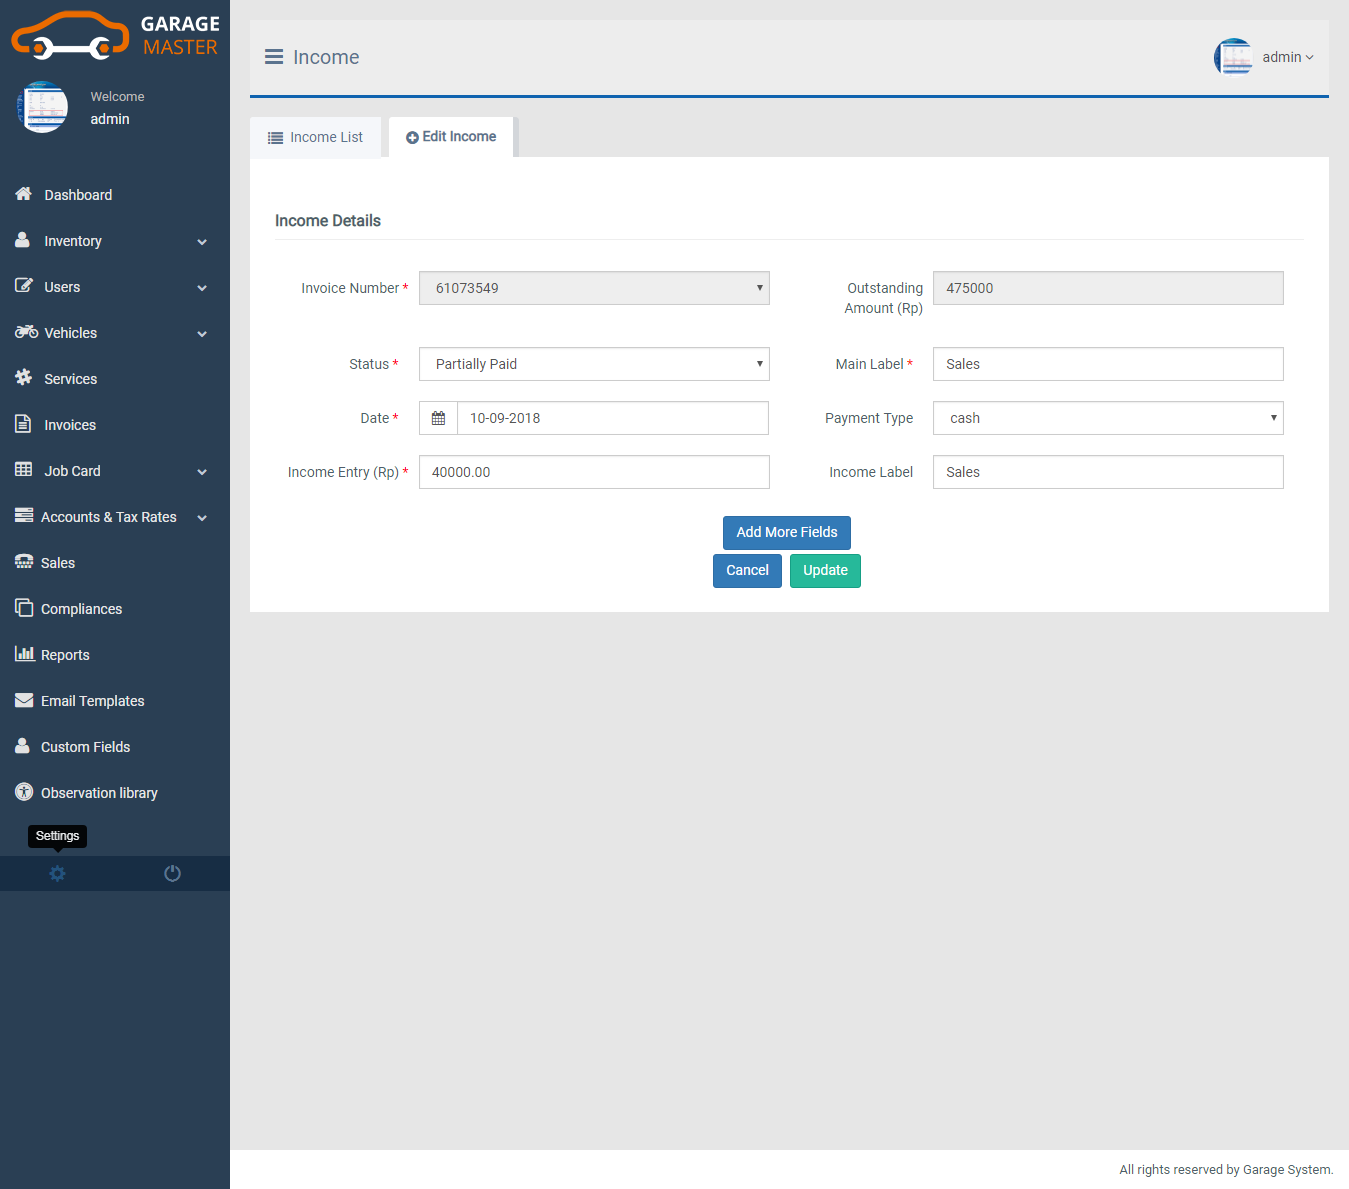 GARAGE
MASTER
Welcome
admin
Dashboard
Inventory
Users
Vehicles
Services
Invoices
Job Card
Accounts & Tax Rates
Sales
Compliances
Reports
Email Templates
Custom Fields
Observation library
Settings
Income
admin
Income List
Edit Income
Income Details
Invoice Number * 61073549
Outstanding Amount (Rp) 475000
Status * Partially Paid
Main Label * Sales
Date * 10-09-2018
Payment Type cash
Income Entry (Rp) * 40000.00
Income Label Sales
Add More Fields
Cancel Update
All rights reserved by Garage System.